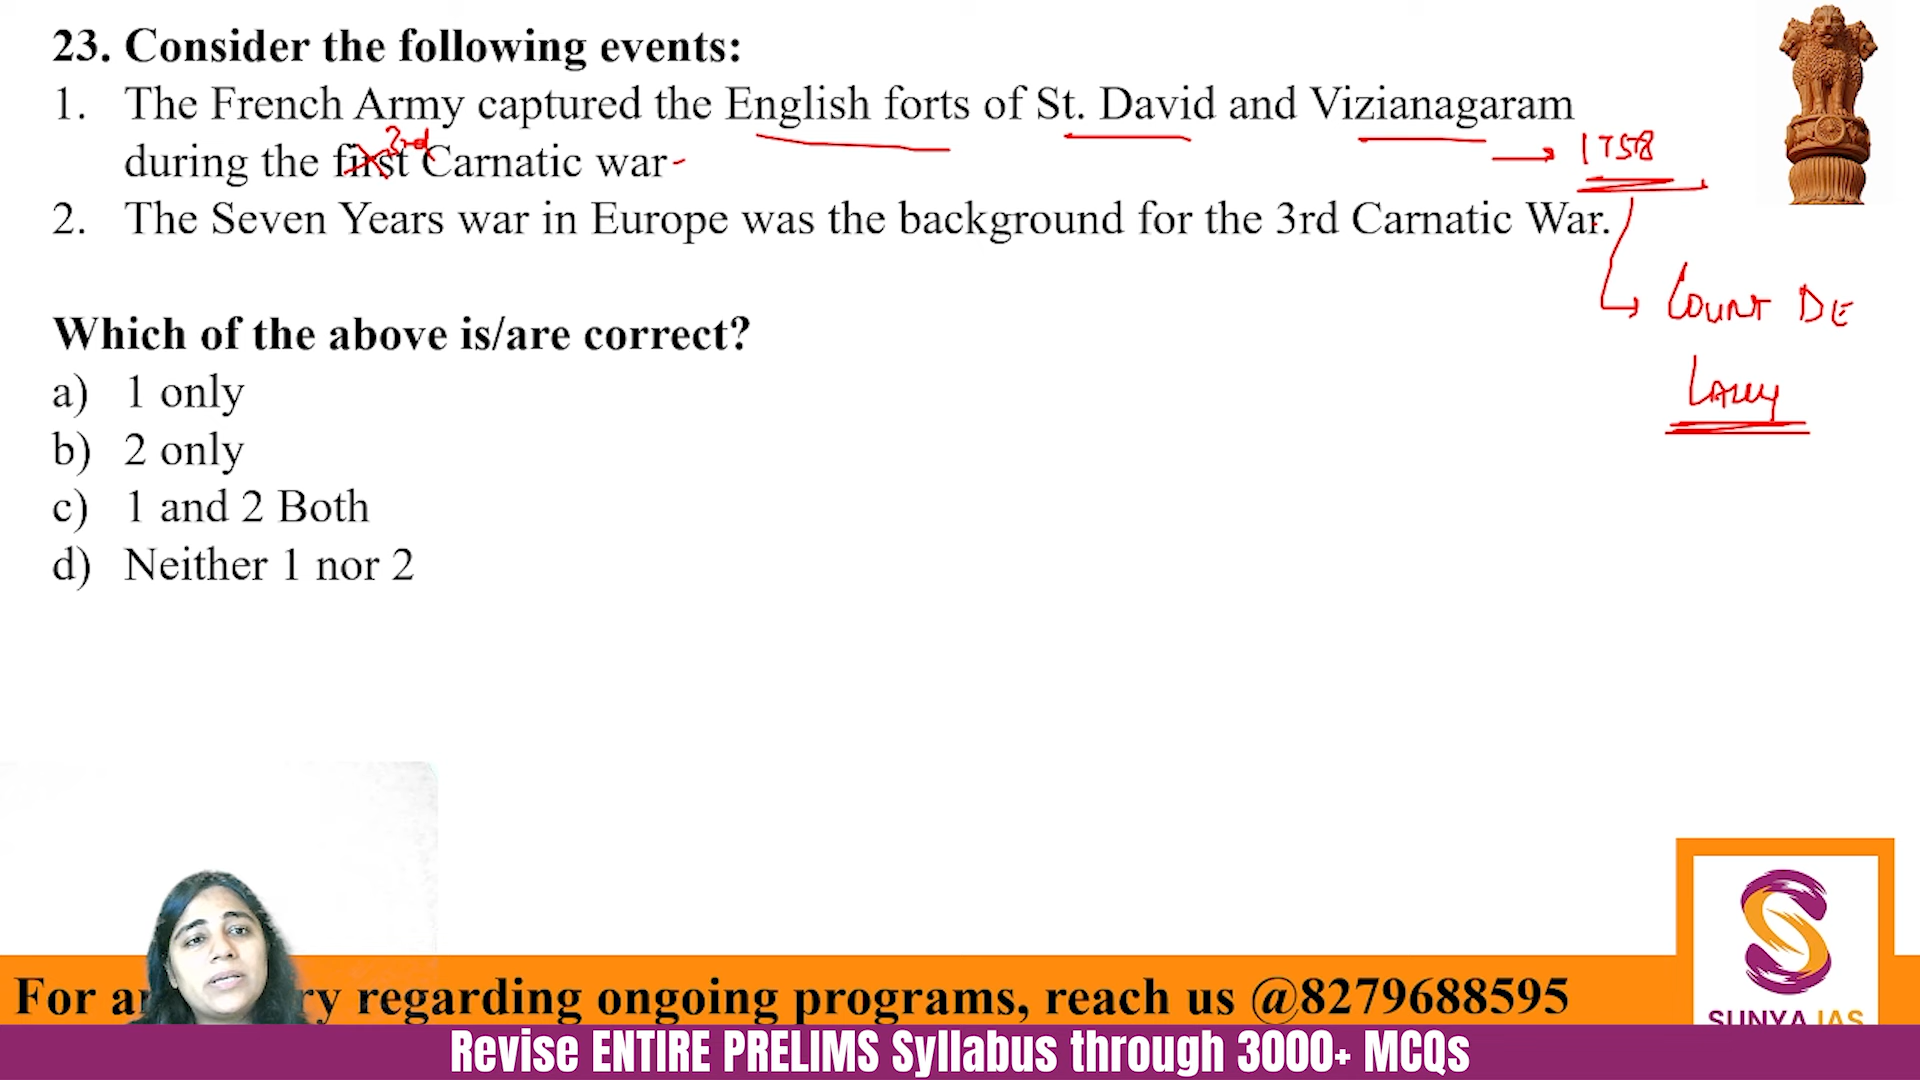 23. Consider the following events:
1. The French Army captured the English forts of St. David and Vizianagaram
3rd
1758
during the first Carnatic war
2. The Seven Years war in Europe was the background for the 3rd Carnatic War.
COUNT DE
Lally
Which of the above is/are correct?
a) 1 only
b) 2 only
c) 1 and 2 Both
d) Neither 1 nor 2
For regarding ongoing programs, reach us @8279688595
SUNYA IAS
Revise ENTIRE PRELIMS Syllabus through 3000+ MCQs